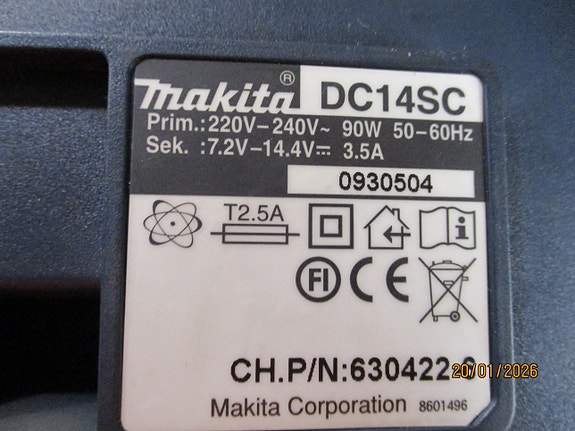 makita® DC14SC
Prim.:220V-240V~ 90W 50-60Hz
Sek. :7.2V-14.4V⎓ 3.5A
0930504
T2.5A
i
FI CE
CH.P/N:630422-
20/01/2026
Makita Corporation 8601496